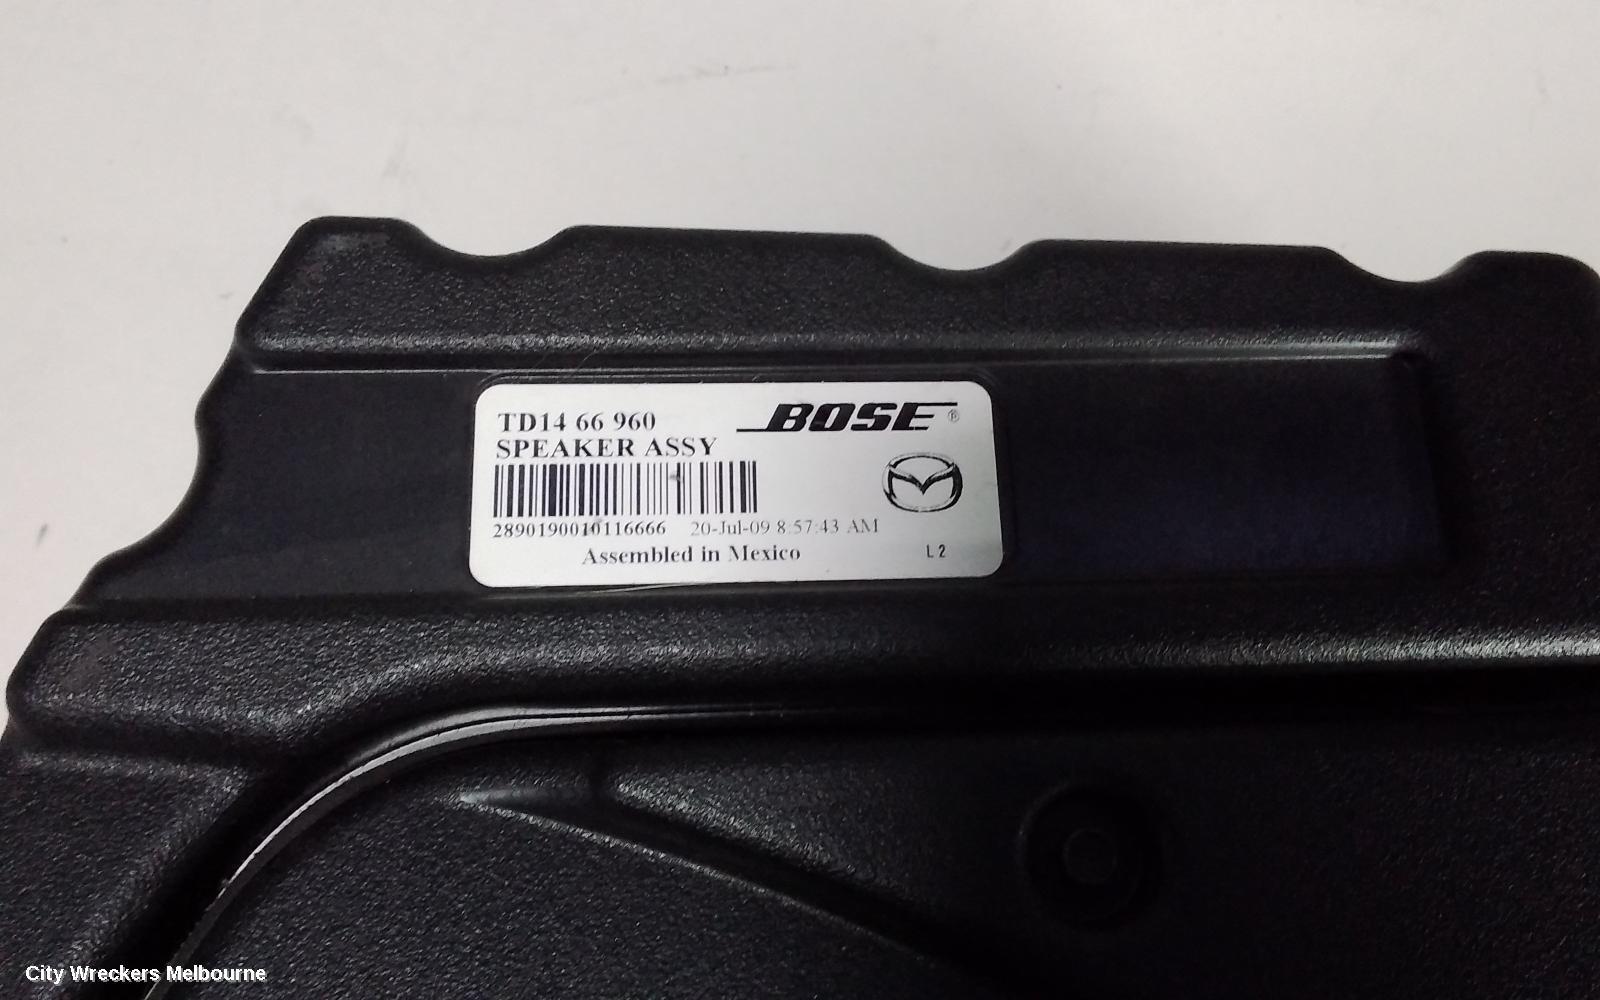 TD14 66 960
BOSE®
SPEAKER ASSY
2890190010116666 20-Jul-09 8:57:43 AM
Assembled in Mexico
L 2
City Wreckers Melbourne